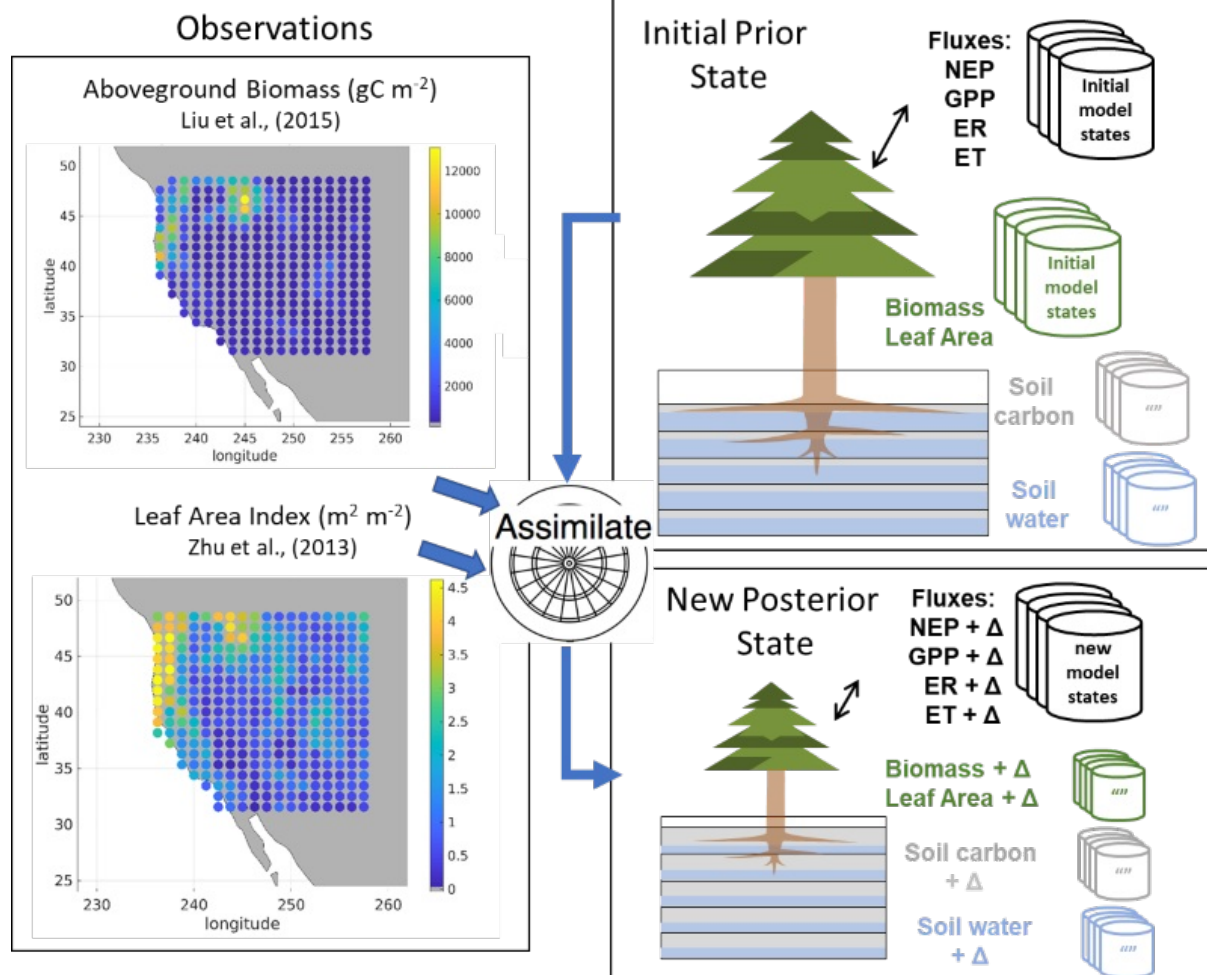 Observations
Aboveground Biomass (gC m-2)
Liu et al., (2015)
50
45
40
35
30
25
latitude
230
235
240
245
250
255
260
longitude
12000
10000
8000
6000
4000
2000
Leaf Area Index (m2 m-2)
Zhu et al., (2013)
50
45
40
35
30
25
latitude
230
240
250
260
longitude
4.5
4
3.5
3
2.5
2
1.5
1
0.5
0
Assimilate
Initial Prior
State
Fluxes:
NEP
GPP
ER
ET
Initial
model
states
Biomass
Leaf Area
Initial
model
states
Soil
carbon
""
Soil
water
""
New Posterior
State
Fluxes:
NEP + Δ
GPP + Δ
ER + Δ
ET + Δ
new
model
states
Biomass + Δ
Leaf Area + Δ
""
Soil carbon
+ Δ
""
Soil water
+ Δ
""